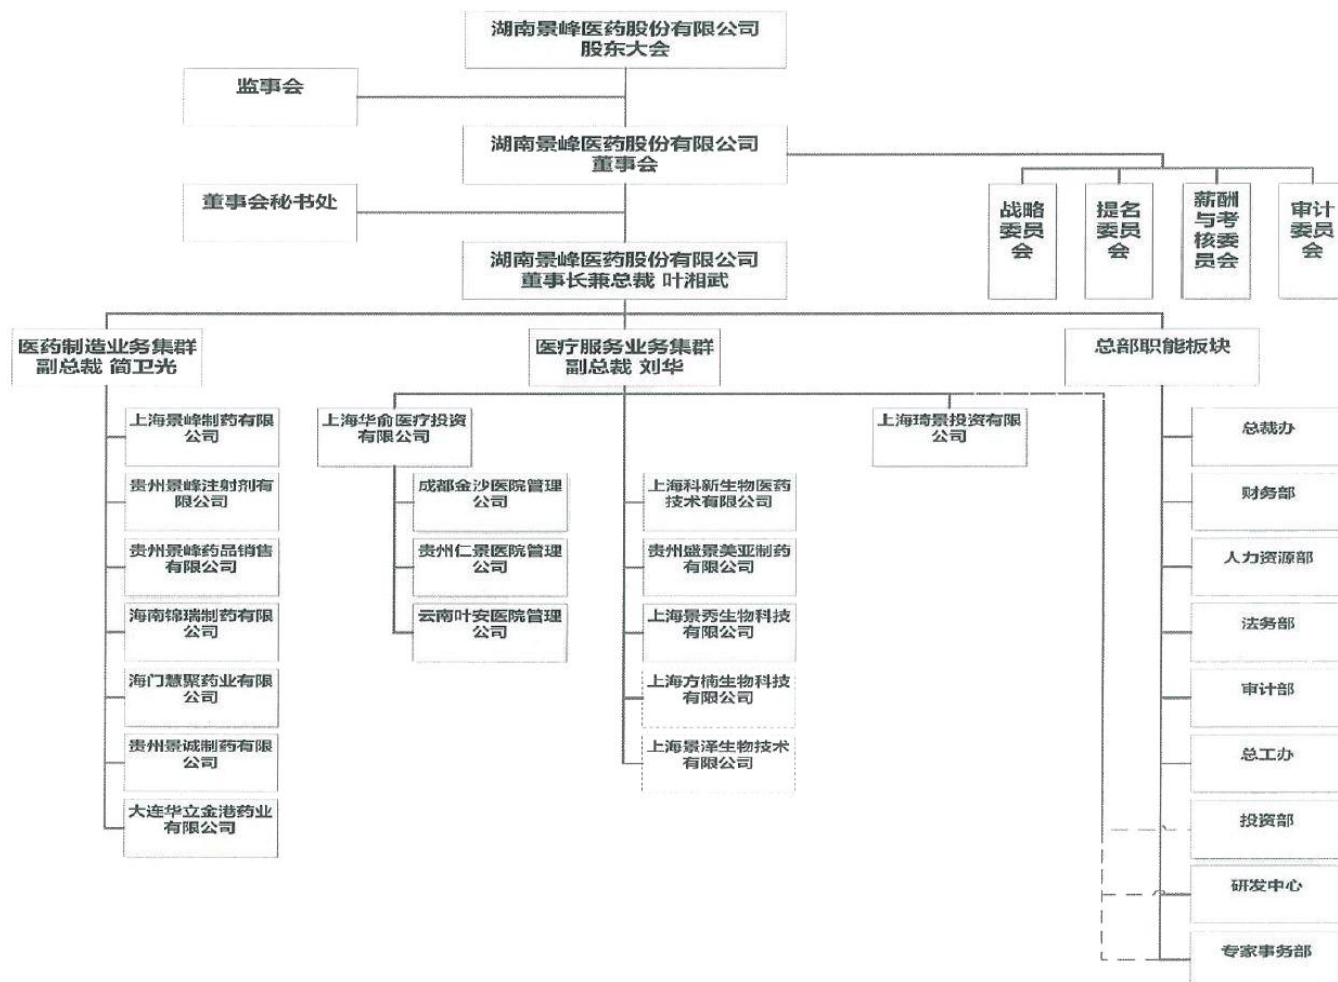 湖南景峰医药股份有限公司
股东大会
监事会
湖南景峰医药股份有限公司
董事会
董事会秘书处
战略
委员
会
提名
委员
会
薪酬
与考
核委
员会
审计
委员
会
湖南景峰医药股份有限公司
董事长兼总裁 叶湘武
医药制造业务集群
副总裁 简卫光
医疗服务业务集群
副总裁 刘华
总部职能板块
上海景峰制药有限
公司
贵州景峰注射剂有
限公司
贵州景峰药品销售
有限公司
海南锦瑞制药有限
公司
海门慧聚药业有限
公司
贵州景诚制药有限
公司
大连华立金港药业
有限公司
上海华俞医疗投资
有限公司
成都金沙医院管理
公司
贵州仁景医院管理
公司
云南叶安医院管理
公司
上海科新生物医药
技术有限公司
贵州盛景美亚制药
有限公司
上海景秀生物科技
有限公司
上海方楠生物科技
有限公司
上海景泽生物技术
有限公司
上海琦景投资有限
公司
总裁办
财务部
人力资源部
法务部
审计部
总工办
投资部
研发中心
专家事务部